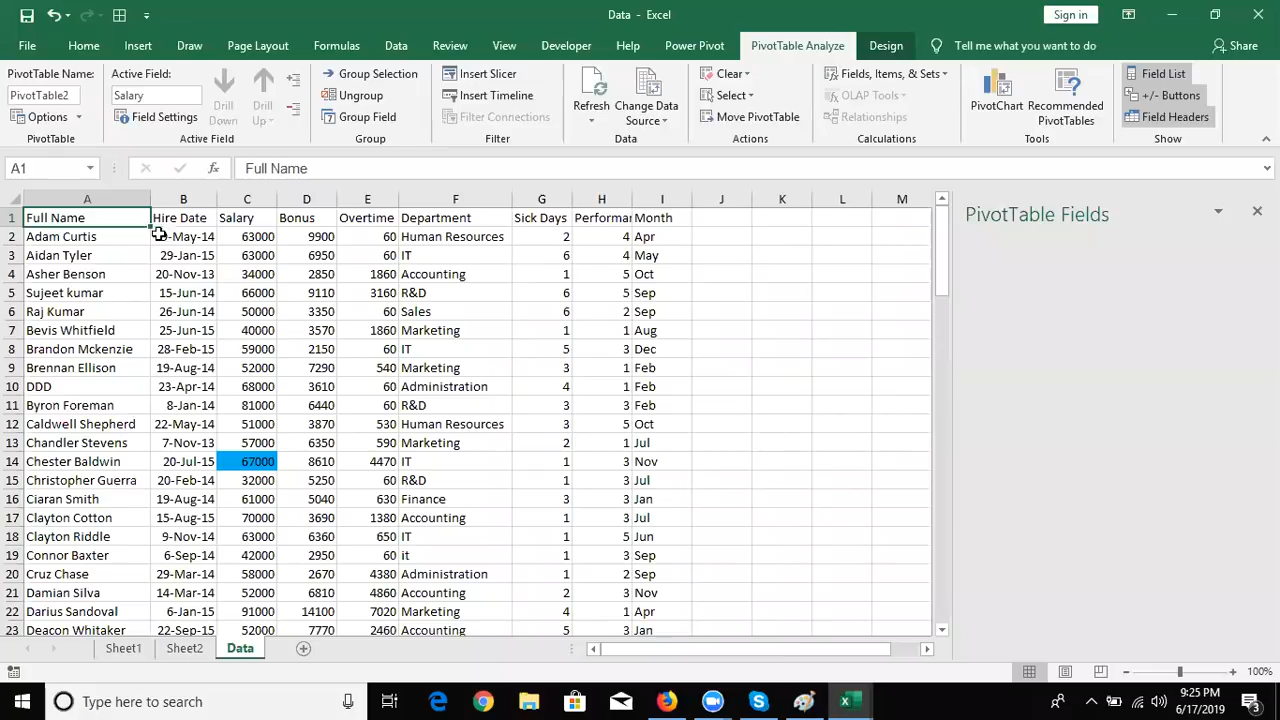 Data - Excel
Sign in
File Home Insert Draw Page Layout Formulas Data Review View Developer Help Power Pivot PivotTable Analyze Design Tell me what you want to do Share
PivotTable Name:
PivotTable2
Options
PivotTable
Active Field:
Salary
Field Settings
Drill Down
Drill Up
Active Field
Group Selection
Ungroup
Group Field
Group
Insert Slicer
Insert Timeline
Filter Connections
Filter
Refresh
Change Data Source
Data
Clear
Select
Move PivotTable
Actions
Fields, Items, & Sets
OLAP Tools
Relationships
Calculations
PivotChart
Recommended PivotTables
Tools
Field List
+/- Buttons
Field Headers
Show
A1 fx Full Name
A B C D E F G H I J K L M
1 Full Name Hire Date Salary Bonus Overtime Department Sick Days Performar Month
2 Adam Curtis -May-14 63000 9900 60 Human Resources 2 4 Apr
3 Aidan Tyler 29-Jan-15 63000 6950 60 IT 6 4 May
4 Asher Benson 20-Nov-13 34000 2850 1860 Accounting 1 5 Oct
5 Sujeet kumar 15-Jun-14 66000 9110 3160 R&D 6 5 Sep
6 Raj Kumar 26-Jun-14 50000 3350 60 Sales 6 2 Sep
7 Bevis Whitfield 25-Jun-15 40000 3570 1860 Marketing 1 1 Aug
8 Brandon Mckenzie 28-Feb-15 59000 2150 60 IT 5 3 Dec
9 Brennan Ellison 19-Aug-14 52000 7290 540 Marketing 3 1 Feb
10 DDD 23-Apr-14 68000 3610 60 Administration 4 1 Feb
11 Byron Foreman 8-Jan-14 81000 6440 60 R&D 3 3 Feb
12 Caldwell Shepherd 22-May-14 51000 3870 530 Human Resources 3 5 Oct
13 Chandler Stevens 7-Nov-13 57000 6350 590 Marketing 2 1 Jul
14 Chester Baldwin 20-Jul-15 67000 8610 4470 IT 1 3 Nov
15 Christopher Guerra 20-Feb-14 32000 5250 60 R&D 1 3 Jul
16 Ciaran Smith 19-Aug-14 61000 5040 630 Finance 3 3 Jan
17 Clayton Cotton 15-Aug-15 70000 3690 1380 Accounting 1 3 Jul
18 Clayton Riddle 9-Nov-14 63000 6360 650 IT 1 5 Jun
19 Connor Baxter 6-Sep-14 42000 2950 60 it 1 3 Sep
20 Cruz Chase 29-Mar-14 58000 2670 4380 Administration 1 2 Sep
21 Damian Silva 14-Mar-14 52000 6810 4860 Accounting 2 3 Nov
22 Darius Sandoval 6-Jan-15 91000 14100 7020 Marketing 4 1 Apr
23 Deacon Whitaker 22-Sep-15 52000 7770 2460 Accounting 5 3 Jan
PivotTable Fields
Sheet1 Sheet2 Data
100%
Type here to search
9:25 PM
6/17/2019
3